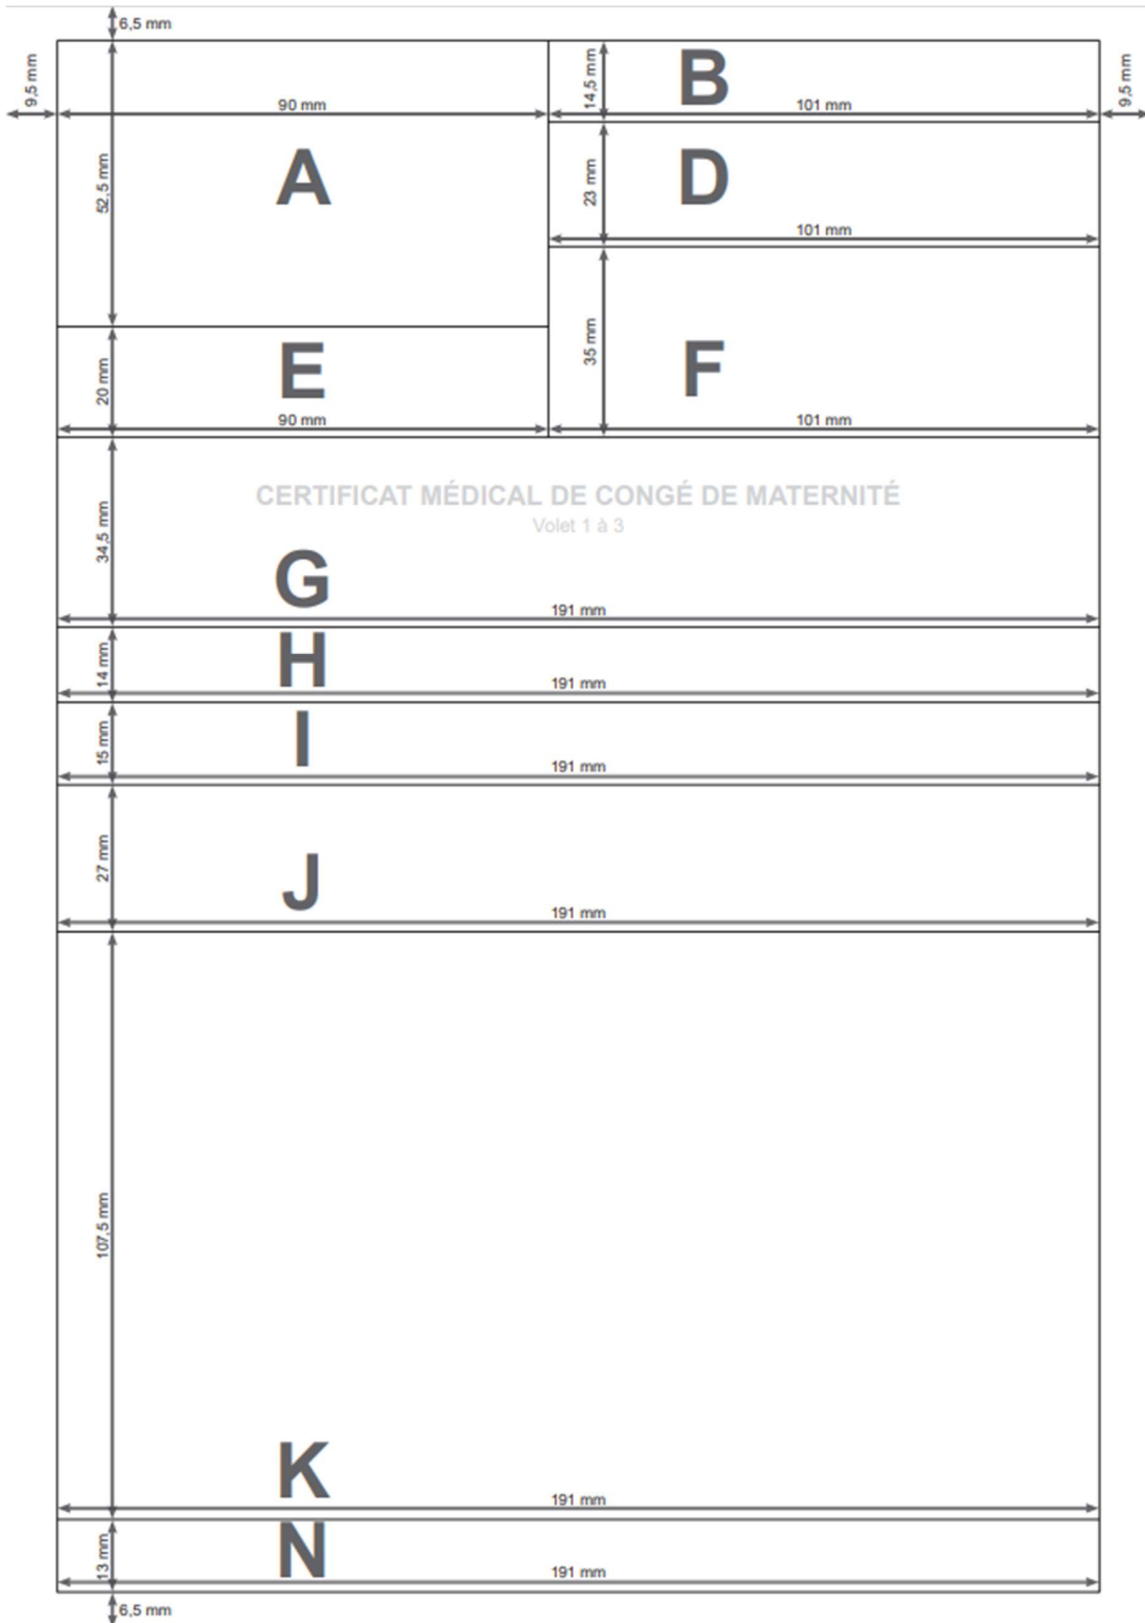 6,5 mm
9,5 mm
52,5 mm
90 mm
A
14,5 mm
B
101 mm
9,5 mm
23 mm
D
101 mm
20 mm
E
90 mm
35 mm
F
101 mm
CERTIFICAT MÉDICAL DE CONGÉ DE MATERNITÉ
Volet 1 à 3
34,5 mm
G
191 mm
14 mm
H
191 mm
15 mm
I
191 mm
27 mm
J
191 mm
107,5 mm
K
191 mm
13 mm
N
191 mm
6,5 mm